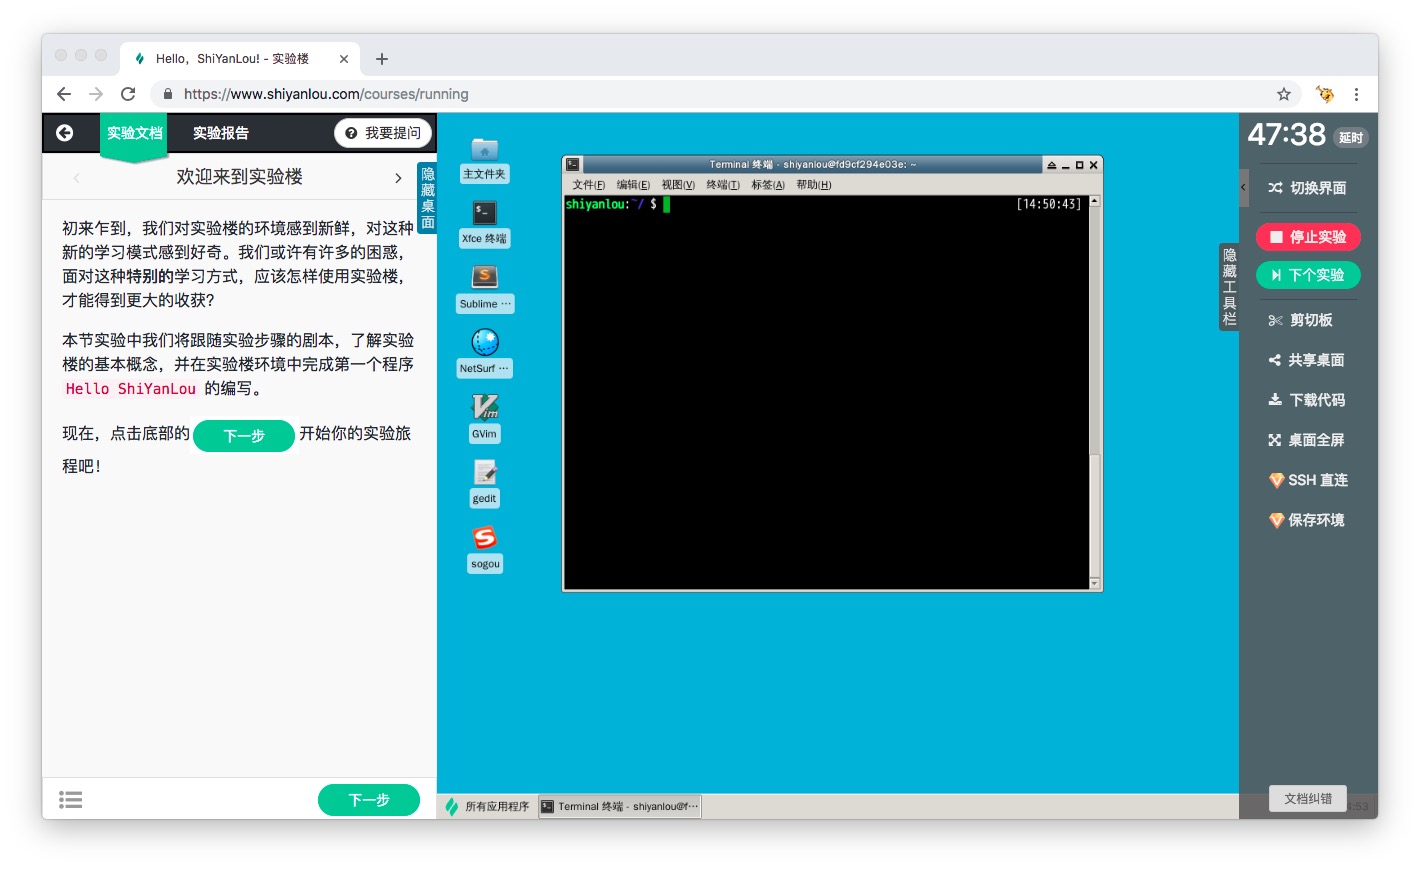 Hello, ShiYanLou! - 实验楼
https://www.shiyanlou.com/courses/running
实验文档
实验报告
我要提问
欢迎来到实验楼
初来乍到，我们对实验楼的环境感到新鲜，对这种
新的学习模式感到好奇。我们或许有许多的困惑，
面对这种特别的学习方式，应该怎样使用实验楼，
才能得到更大的收获？
本节实验中我们将跟随实验步骤的剧本，了解实验
楼的基本概念，并在实验楼环境中完成第一个程序
Hello ShiYanLou 的编写。
现在，点击底部的 下一步 开始你的实验旅
程吧！
下一步
隐藏桌面
主文件夹
Xfce 终端
Sublime ···
NetSurf ···
GVim
gedit
sogou
Terminal 终端 - shiyanlou@fd9cf294e03e: ~
文件(F) 编辑(E) 视图(V) 终端(T) 标签(A) 帮助(H)
shiyanlou:~/ $ [14:50:43]
所有应用程序
Terminal 终端 - shiyanlou@f···
隐藏工具栏
47:38 延时
切换界面
停止实验
下个实验
剪切板
共享桌面
下载代码
桌面全屏
SSH 直连
保存环境
文档纠错